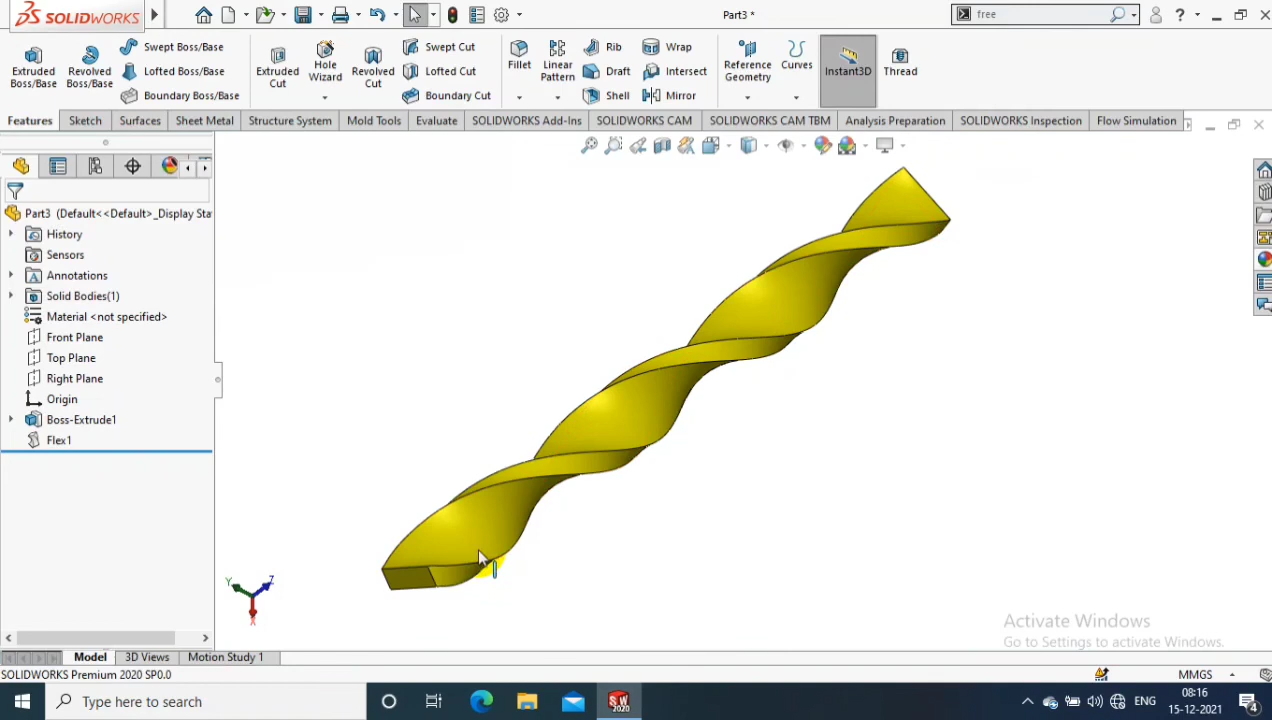 SOLIDWORKS
Part3 *
free
Extruded Boss/Base
Revolved Boss/Base
Swept Boss/Base
Lofted Boss/Base
Boundary Boss/Base
Extruded Cut
Hole Wizard
Revolved Cut
Swept Cut
Lofted Cut
Boundary Cut
Fillet
Linear Pattern
Rib
Draft
Shell
Wrap
Intersect
Mirror
Reference Geometry
Curves
Instant3D
Thread
Features Sketch Surfaces Sheet Metal Structure System Mold Tools Evaluate SOLIDWORKS Add-Ins SOLIDWORKS CAM SOLIDWORKS CAM TBM Analysis Preparation SOLIDWORKS Inspection Flow Simulation
Part3 (Default<<Default>_Display Sta
History
Sensors
Annotations
Solid Bodies(1)
Material <not specified>
Front Plane
Top Plane
Right Plane
Origin
Boss-Extrude1
Flex1
Y Z
X
Activate Windows
Go to Settings to activate Windows.
Model 3D Views Motion Study 1
SOLIDWORKS Premium 2020 SP0.0
MMGS
Type here to search
SW 2020
ENG
08:16
15-12-2021
4